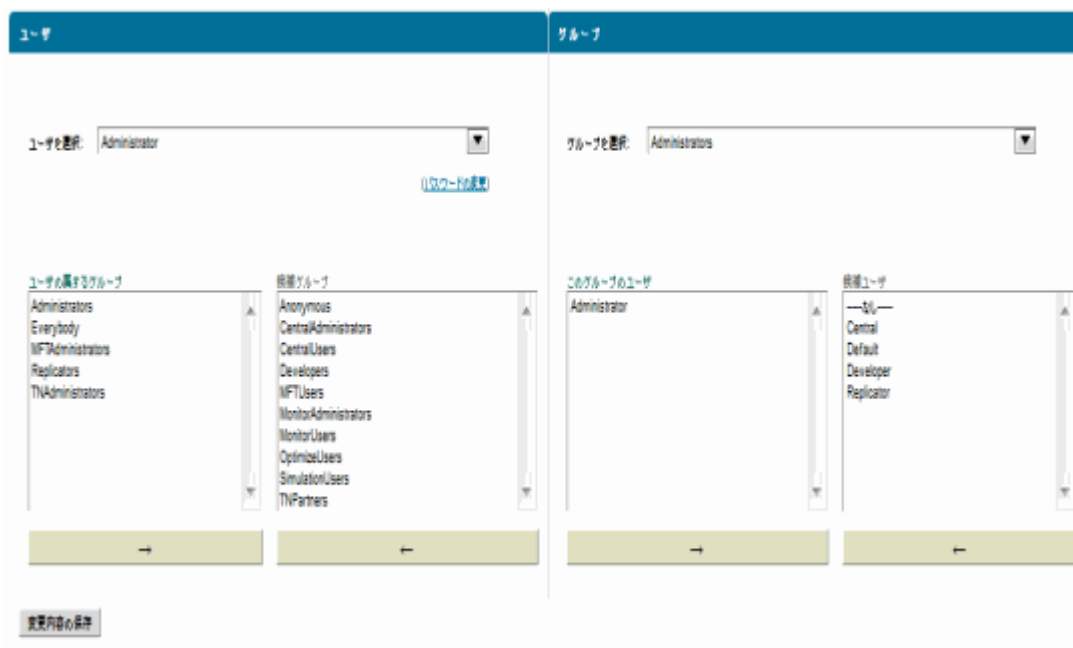 ユーザ
ユーザを選択: Administrator
(パスワードの変更)
ユーザの属するグループ
Administrators
Everybody
MFTAdministrators
Replicators
TNAdministrators
→
候補グループ
Anonymous
CentralAdministrators
CentralUsers
Developers
MFTUsers
MonitorAdministrators
MonitorUsers
OptimizeUsers
SimulationUsers
TNPartners
←
グループ
グループを選択: Administrators
このグループのユーザ
Administrator
→
候補ユーザ
----なし----
Central
Default
Developer
Replicator
←
変更内容の保存